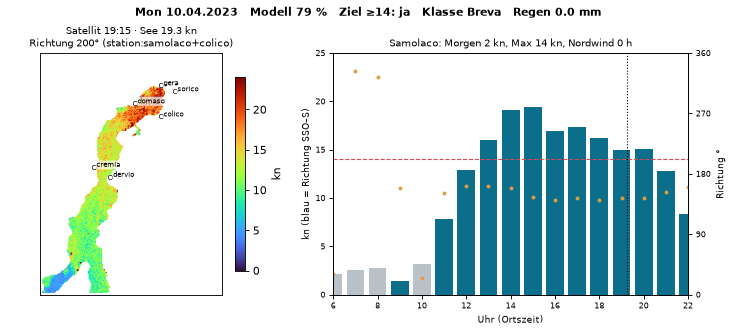 Mon 10.04.2023   Modell 79 %   Ziel ≥14: ja   Klasse Breva   Regen 0.0 mm
Satellit 19:15 · See 19.3 kn
Richtung 200° (station:samolaco+colico)
gera
sorico
domaso
colico
cremia
dervio
20
15
10
5
0
kn
Samolaco: Morgen 2 kn, Max 14 kn, Nordwind 0 h
25
20
15
10
5
0
kn (blau = Richtung SSO-S)
360
270
180
90
0
Richtung °
6 8 10 12 14 16 18 20 22
Uhr (Ortszeit)